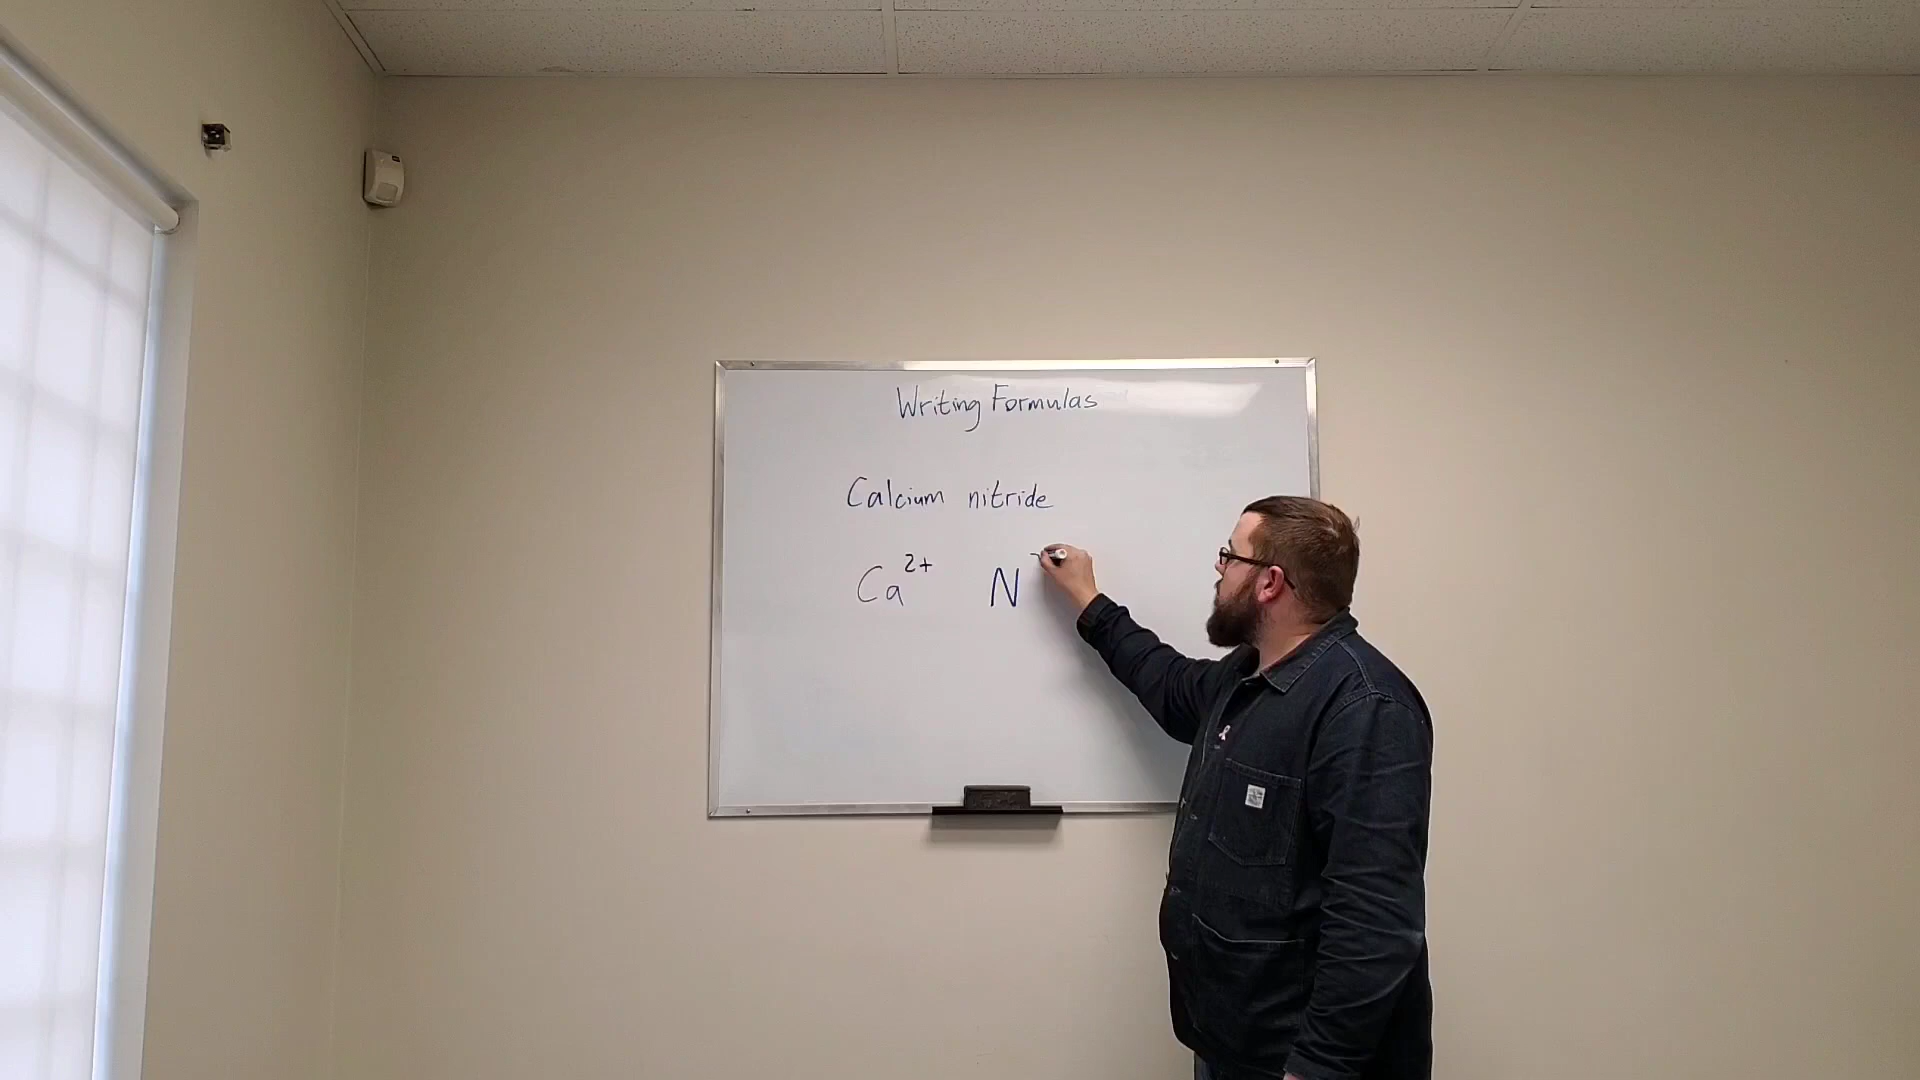 Writing Formulas
Calcium nitride
Ca²⁺ N